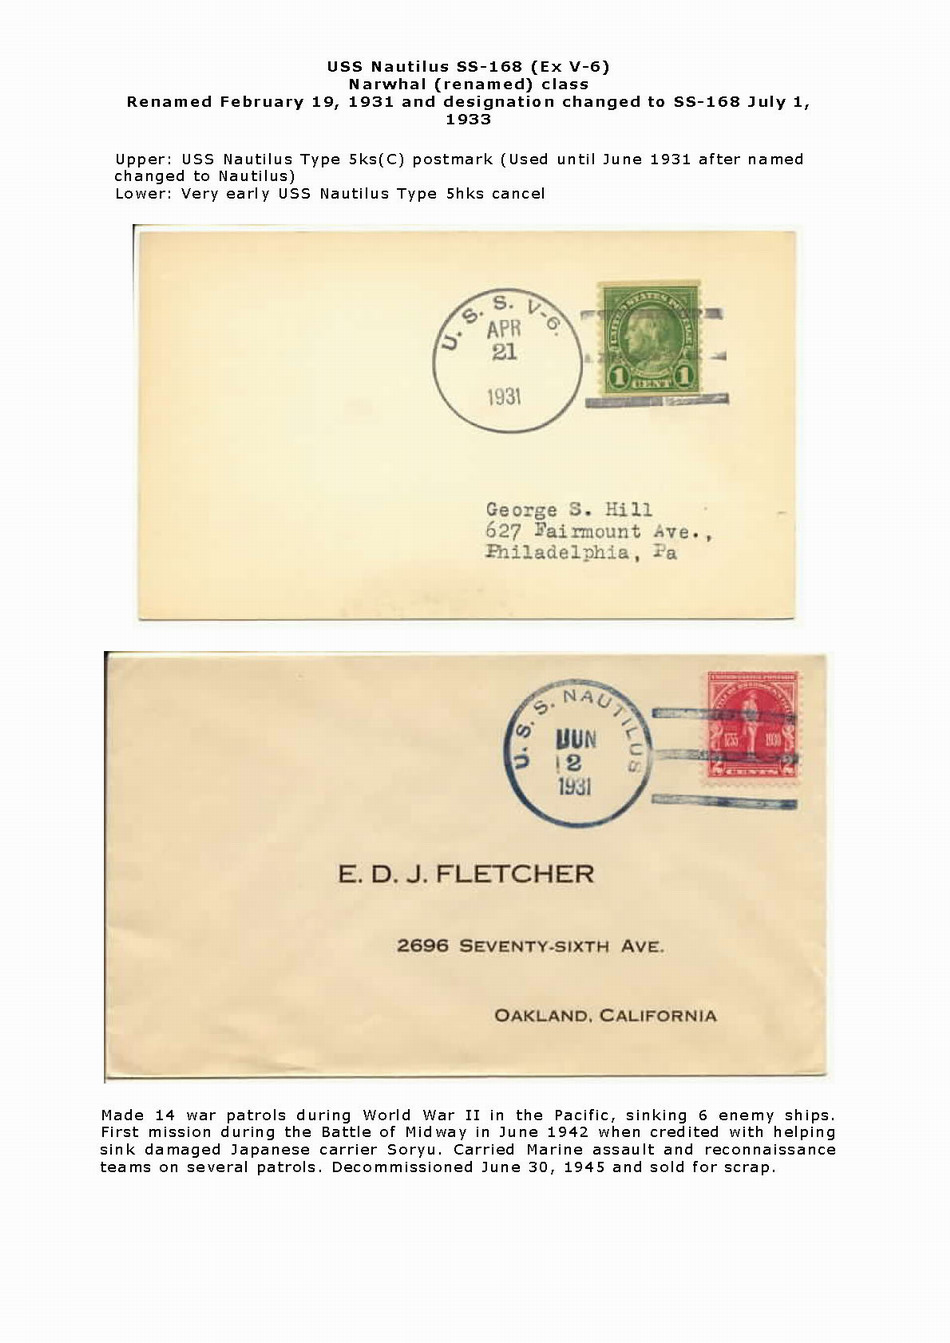 USS Nautilus SS-168 (Ex V-6)
Narwhal (renamed) class
Renamed February 19, 1931 and designation changed to SS-168 July 1,
1933
Upper: USS Nautilus Type 5ks(C) postmark (Used until June 1931 after named
changed to Nautilus)
Lower: Very early USS Nautilus Type 5hks cancel
U. S. S. V-6.
APR
21
1931
UNITED STATES POSTAGE
1 CENT 1
George S. Hill
627 Fairmount Ave.,
Philadelphia, Pa
U. S. S. NAUTILUS
JUN
12
1931
UNITED STATES POSTAGE
1755 1930
2 CENTS 2
E. D. J. FLETCHER
2696 SEVENTY-SIXTH AVE.
OAKLAND, CALIFORNIA
Made 14 war patrols during World War II in the Pacific, sinking 6 enemy ships.
First mission during the Battle of Midway in June 1942 when credited with helping
sink damaged Japanese carrier Soryu. Carried Marine assault and reconnaissance
teams on several patrols. Decommissioned June 30, 1945 and sold for scrap.